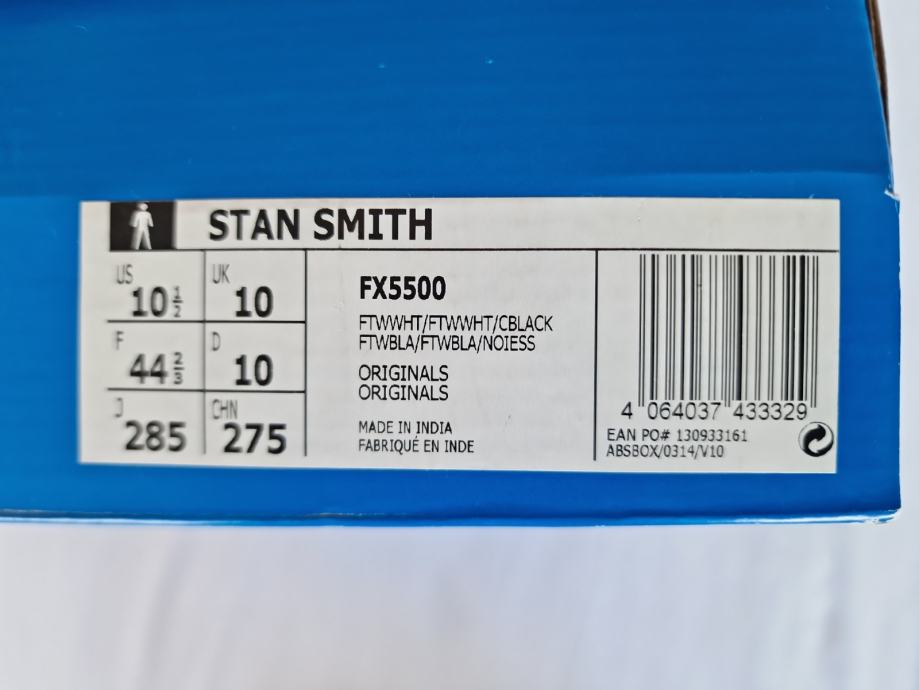 STAN SMITH
US 10½ UK 10
F 44⅔ D 10
J 285 CHN 275
FX5500
FTWWHT/FTWWHT/CBLACK
FTWBLA/FTWBLA/NOIESS
ORIGINALS
ORIGINALS
MADE IN INDIA
FABRIQUÉ EN INDE
4 064037 433329
EAN PO# 130933161
ABSBOX/0314/V10